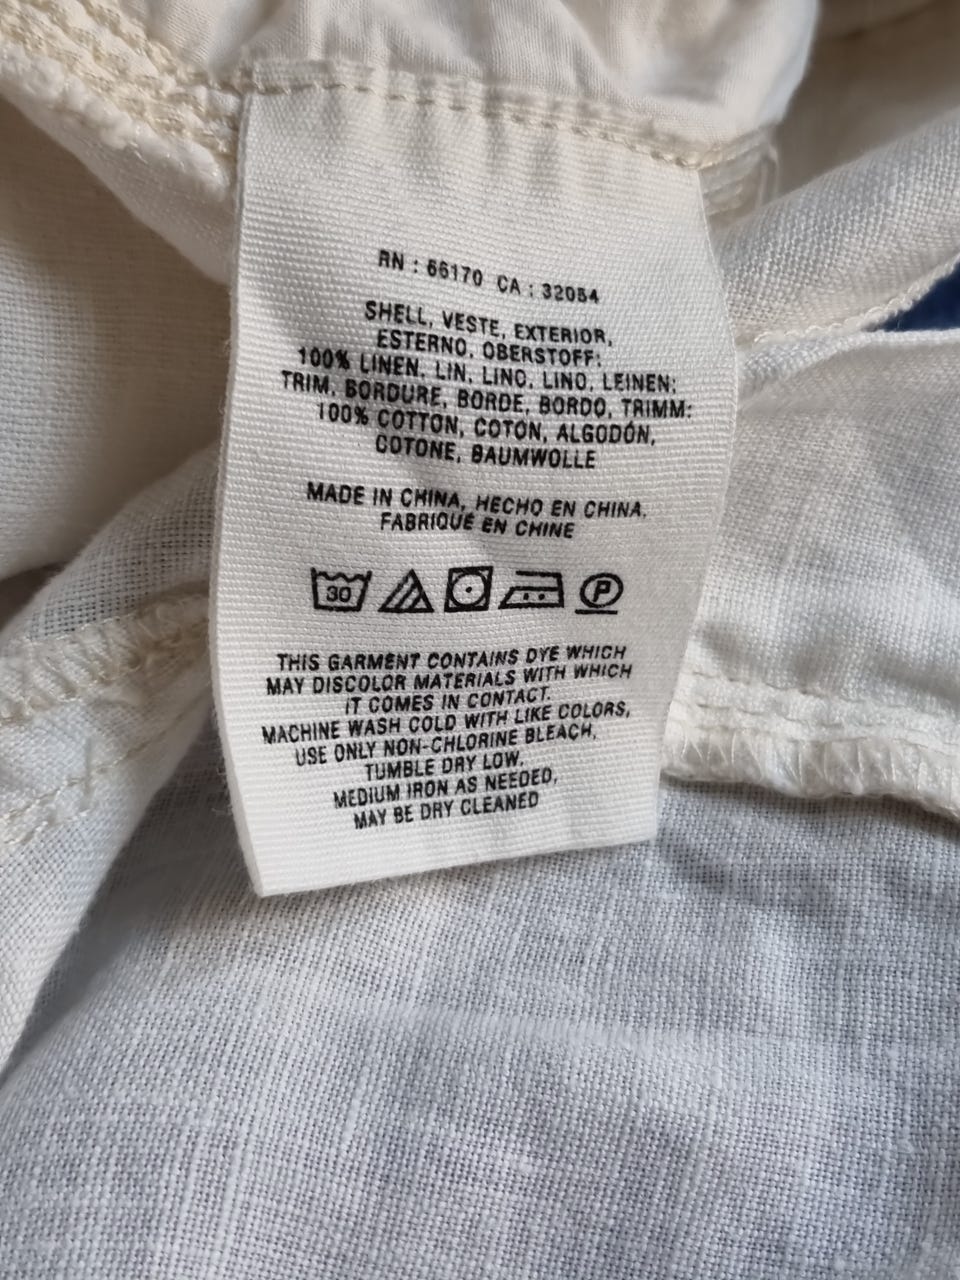 RN : 66170 CA : 32054
SHELL, VESTE, EXTERIOR,
ESTERNO, OBERSTOFF:
100% LINEN, LIN, LINO, LINO, LEINEN;
TRIM, BORDURE, BORDE, BORDO, TRIMM:
100% COTTON, COTON, ALGODÓN,
COTONE, BAUMWOLLE
MADE IN CHINA, HECHO EN CHINA,
FABRIQUÉ EN CHINE
30 P
THIS GARMENT CONTAINS DYE WHICH
MAY DISCOLOR MATERIALS WITH WHICH
IT COMES IN CONTACT.
MACHINE WASH COLD WITH LIKE COLORS,
USE ONLY NON-CHLORINE BLEACH,
TUMBLE DRY LOW,
MEDIUM IRON AS NEEDED,
MAY BE DRY CLEANED